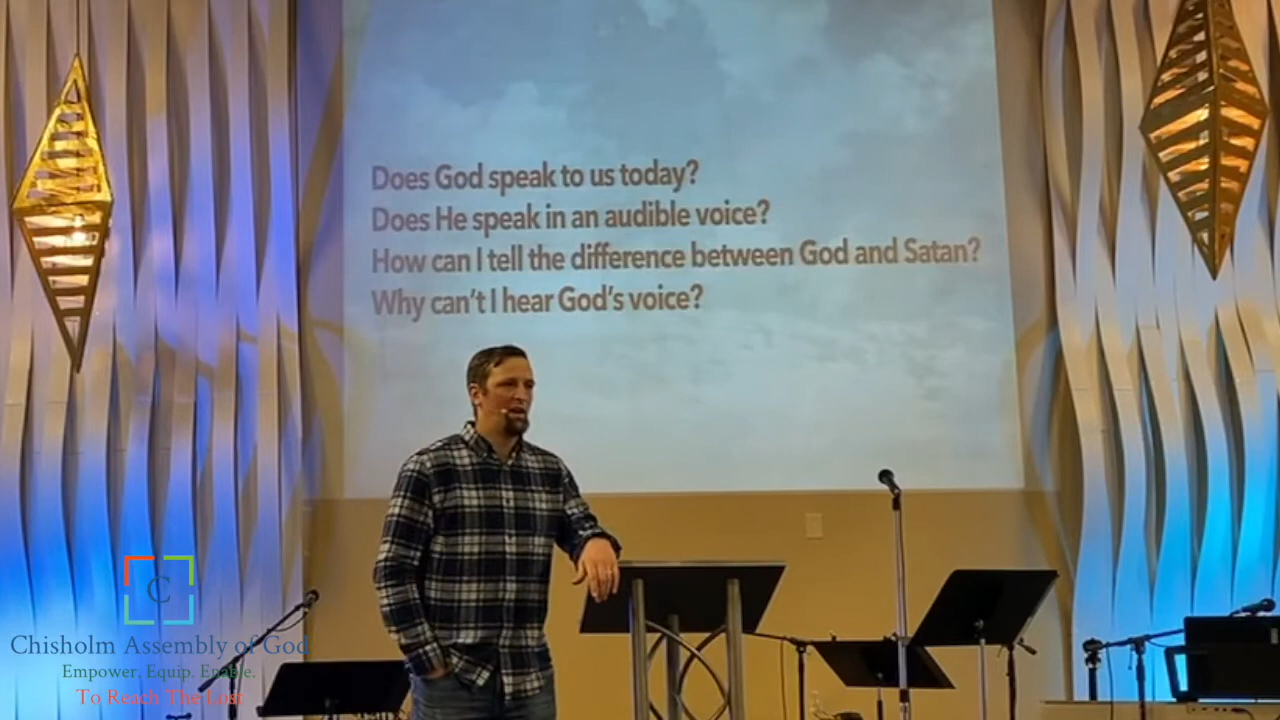 Does God speak to us today?
Does He speak in an audible voice?
How can I tell the difference between God and Satan?
Why can't I hear God's voice?
C
Chisholm Assembly of God
Empower. Equip. Enable.
To Reach The Lost